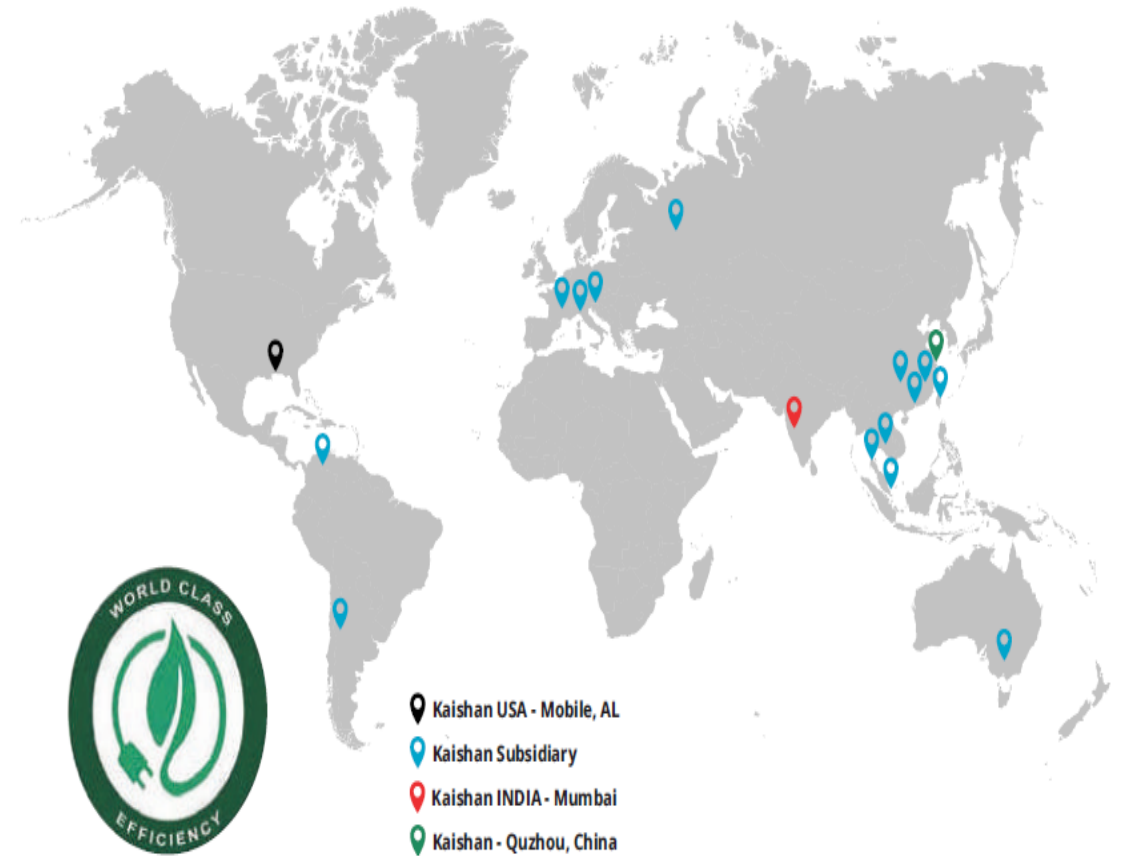 WORLD CLASS
EFFICIENCY
Kaishan USA - Mobile, AL
Kaishan Subsidiary
Kaishan INDIA - Mumbai
Kaishan - Quzhou, China